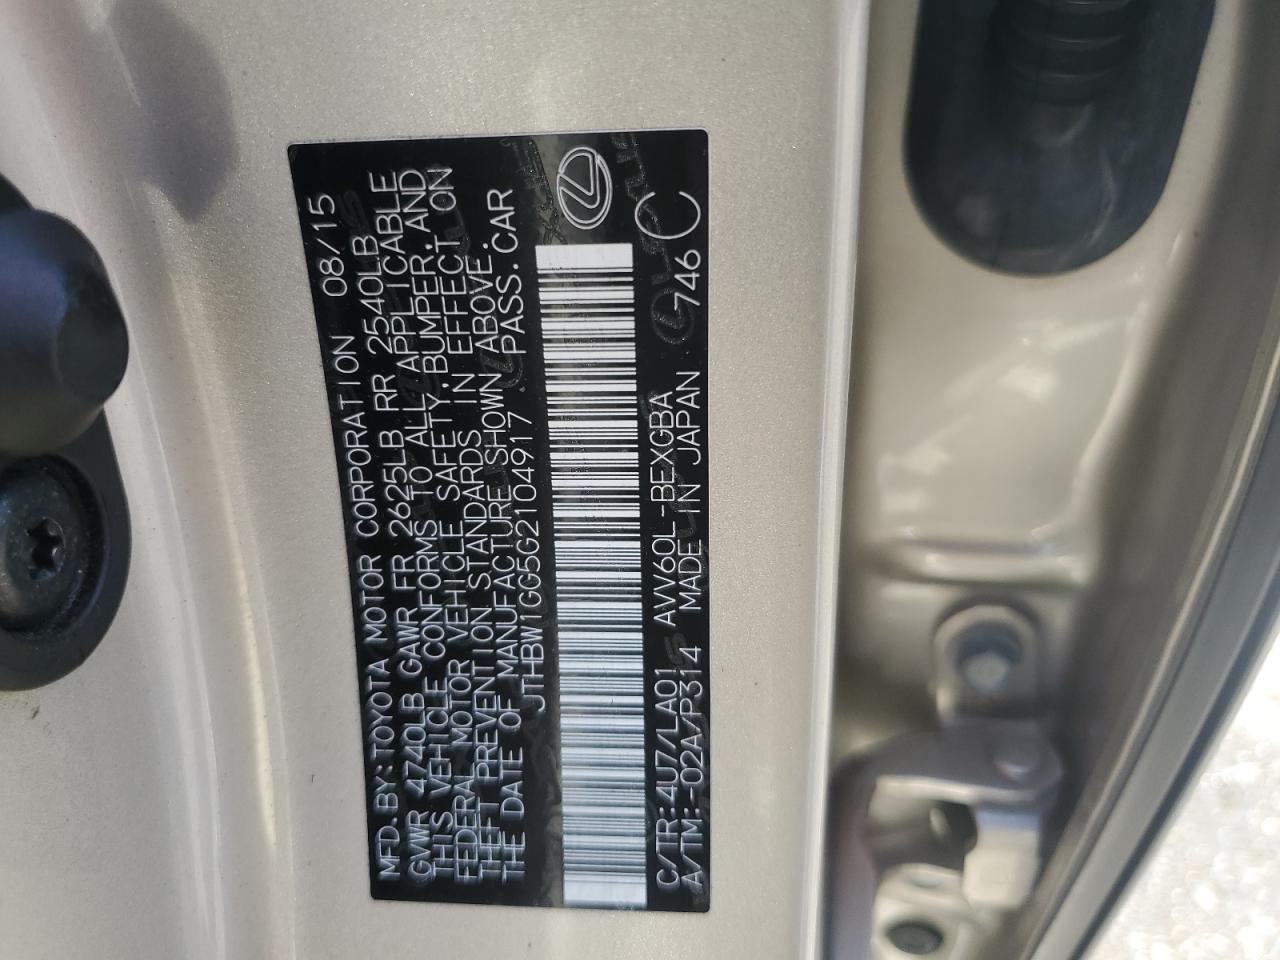 MFD. BY: TOYOTA MOTOR CORPORATION 08/15
GVWR 4740LB GAWR FR 2625LB RR 2540LB
THIS VEHICLE CONFORMS TO ALL APPLICABLE
FEDERAL MOTOR VEHICLE SAFETY, BUMPER, AND
THEFT PREVENTION STANDARDS IN EFFECT ON
THE DATE OF MANUFACTURE SHOWN ABOVE.
JTHBW1GG5G2104917 PASS. CAR
C/TR: 4U7/LA01 AVV60L-BEXGBA 746 C
A/TM: -02A/P314 MADE IN JAPAN